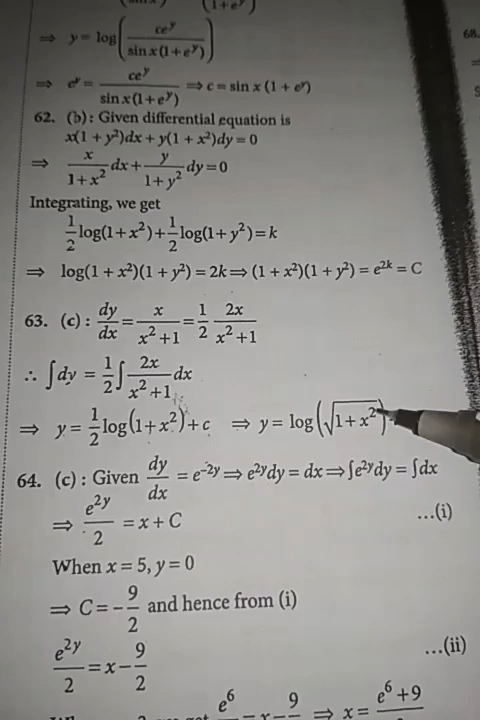 ⇒ y = log(ce^y / (sin x (1 + e^y)))
⇒ e^y = ce^y / (sin x (1 + e^y)) ⇒ c = sin x (1 + e^y)
62. (b) : Given differential equation is
x(1 + y²)dx + y(1 + x²)dy = 0
⇒ x/(1+x²) dx + y/(1+y²) dy = 0
Integrating, we get
1/2 log(1+x²) + 1/2 log(1+y²) = k
⇒ log(1 + x²)(1 + y²) = 2k ⇒ (1 + x²)(1 + y²) = e^{2k} = C
63. (c) : dy/dx = x/(x²+1) = 1/2 2x/(x²+1)
∴ ∫dy = 1/2 ∫ 2x/(x²+1) dx
⇒ y = 1/2 log(1+x²) + c ⇒ y = log(√(1+x²))
64. (c) : Given dy/dx = e^{-2y} ⇒ e^{2y}dy = dx ⇒ ∫e^{2y}dy = ∫dx
⇒ e^{2y}/2 = x + C ...(i)
When x = 5, y = 0
⇒ C = -9/2 and hence from (i)
e^{2y}/2 = x - 9/2 ...(ii)
e^6 = x - 9 ⇒ x = e^6 + 9
68.